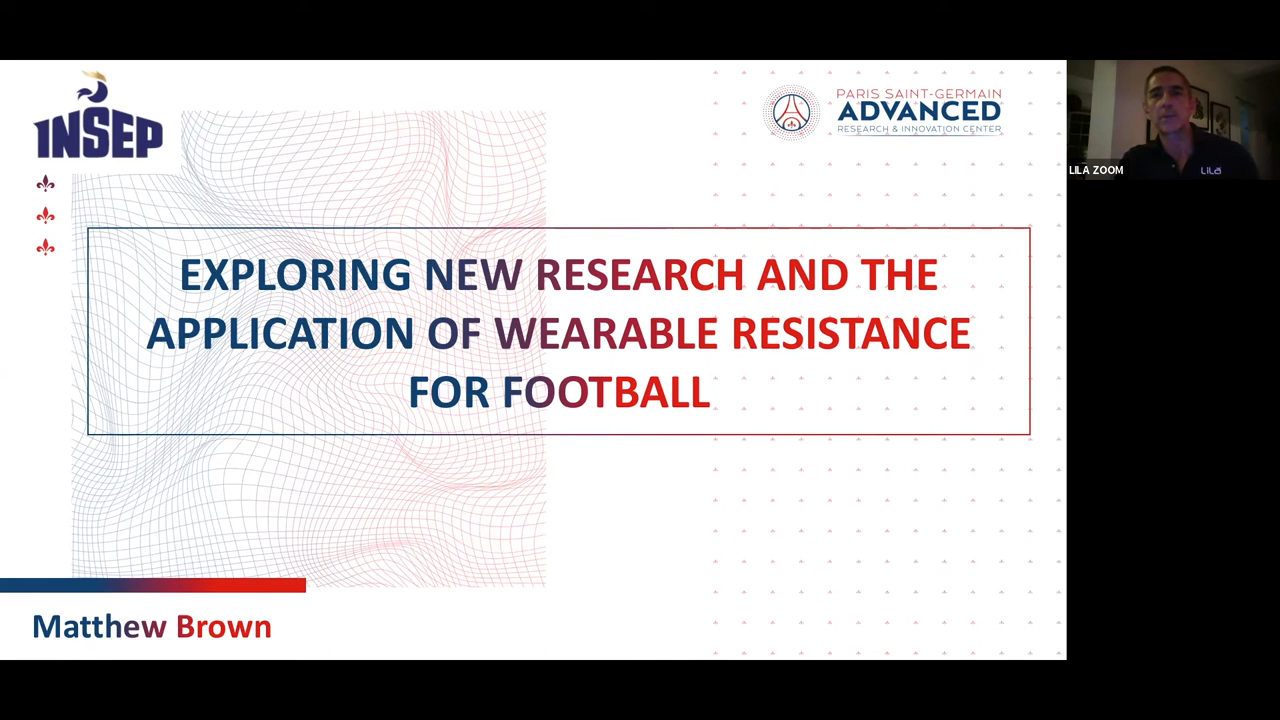 INSEP
PARIS SAINT-GERMAIN
ADVANCED
RESEARCH & INNOVATION CENTER
LILA ZOOM
LILA
EXPLORING NEW RESEARCH AND THE
APPLICATION OF WEARABLE RESISTANCE
FOR FOOTBALL
Matthew Brown